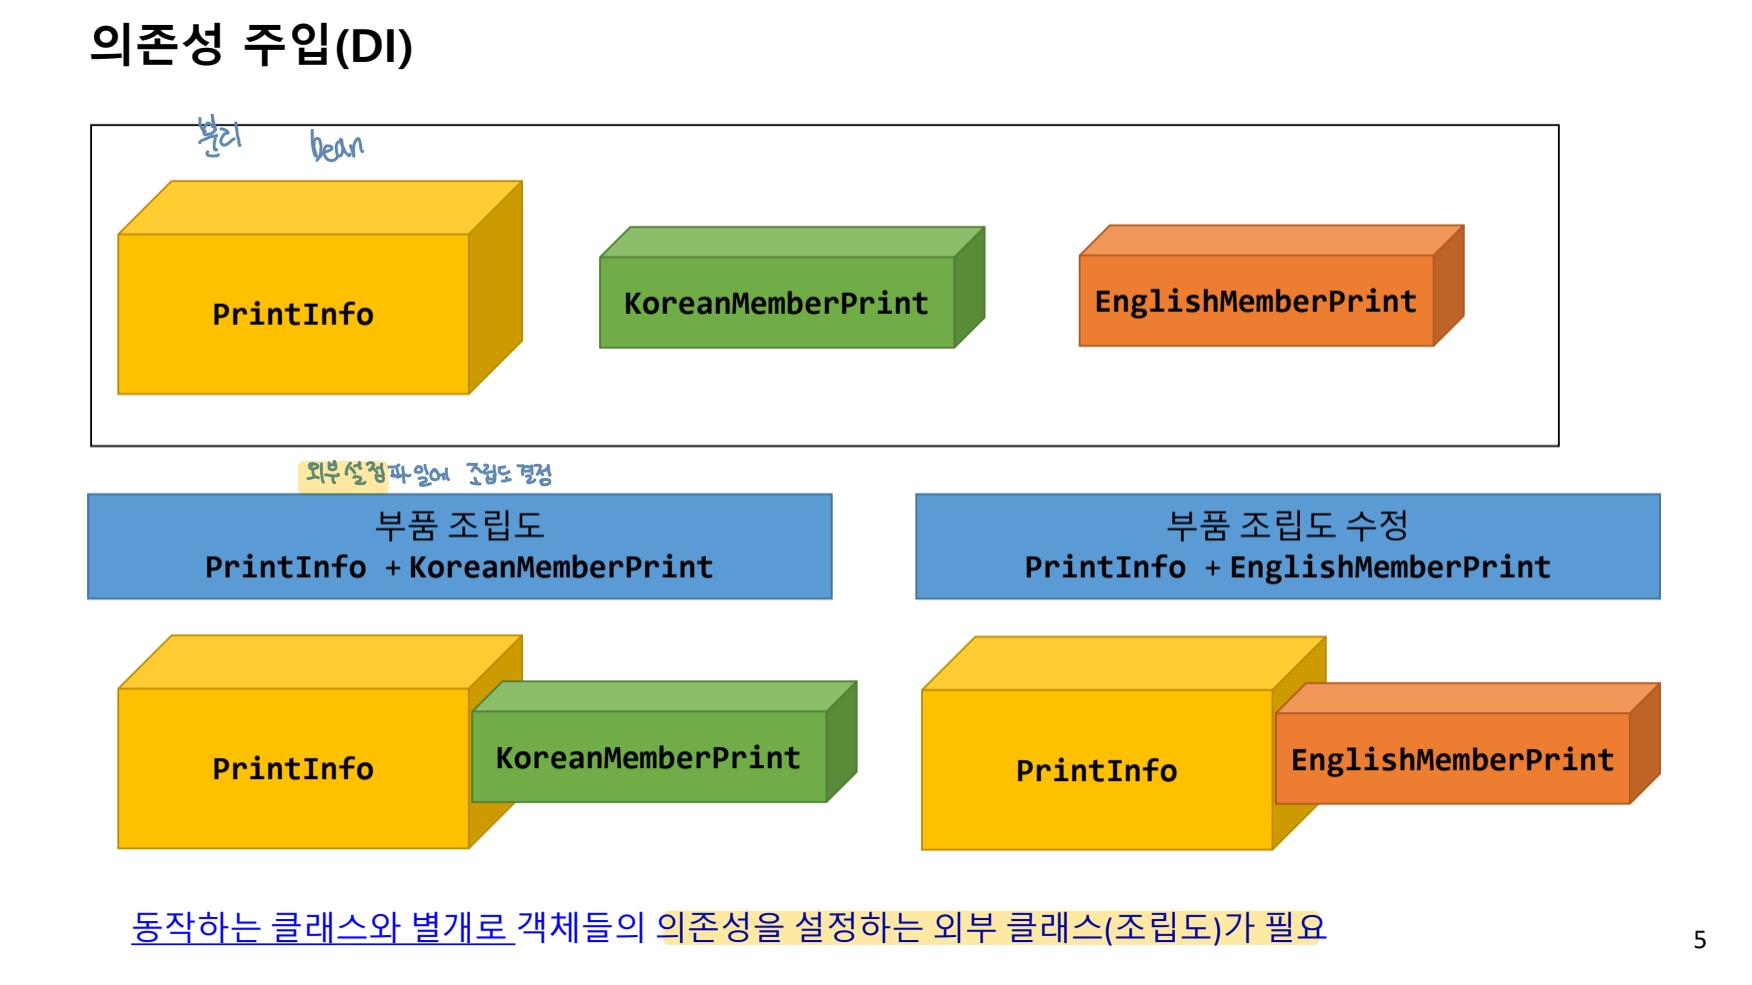 의존성 주입(DI)
분리 bean
PrintInfo
KoreanMemberPrint
EnglishMemberPrint
외부설정파일에 조립도 결정
부품 조립도
PrintInfo + KoreanMemberPrint
부품 조립도 수정
PrintInfo + EnglishMemberPrint
PrintInfo
KoreanMemberPrint
PrintInfo
EnglishMemberPrint
동작하는 클래스와 별개로 객체들의 의존성을 설정하는 외부 클래스(조립도)가 필요
5